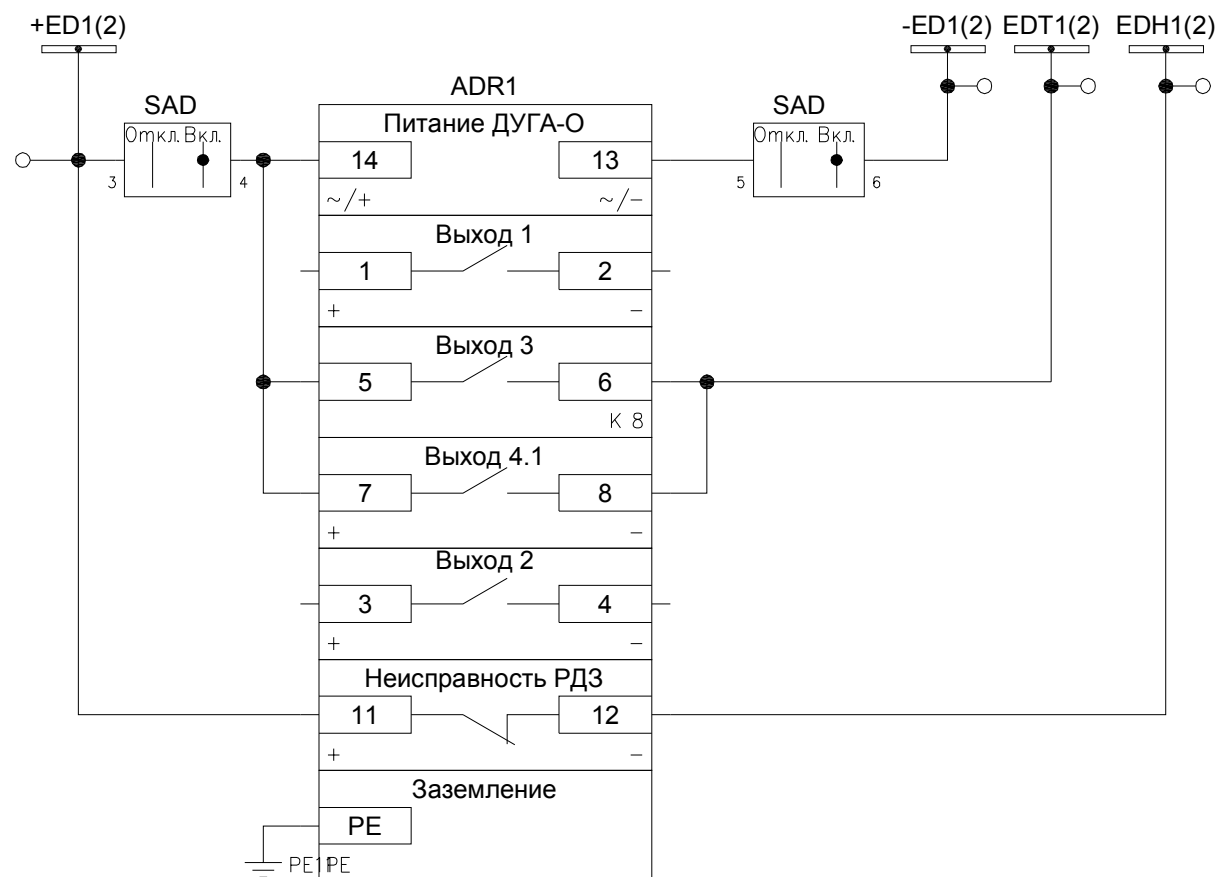 +ED1(2)
-ED1(2) EDT1(2) EDH1(2)
ADR1
SAD
SAD
Откл. Вкл.
3
4
Питание ДУГА-О
14
13
~/+
~/−
Откл. Вкл.
5
6
Выход 1
1
2
+
−
Выход 3
5
6
К 8
Выход 4.1
7
8
+
−
Выход 2
3
4
+
−
Неисправность РДЗ
11
12
+
−
Заземление
PE
PE